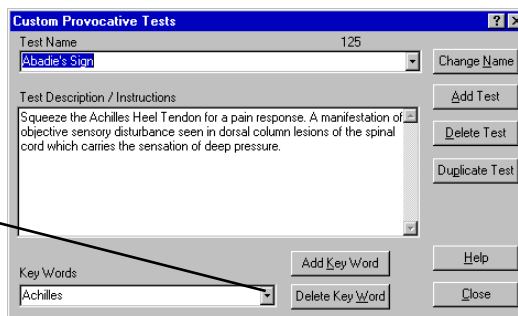 Custom Provocative Tests
Test Name 125
Abadie's Sign
Change Name
Test Description / Instructions
Add Test
Squeeze the Achilles Heel Tendon for a pain response. A manifestation of
objective sensory disturbance seen in dorsal column lesions of the spinal
cord which carries the sensation of deep pressure.
Delete Test
Duplicate Test
Key Words
Add Key Word
Help
Achilles
Delete Key Word
Close